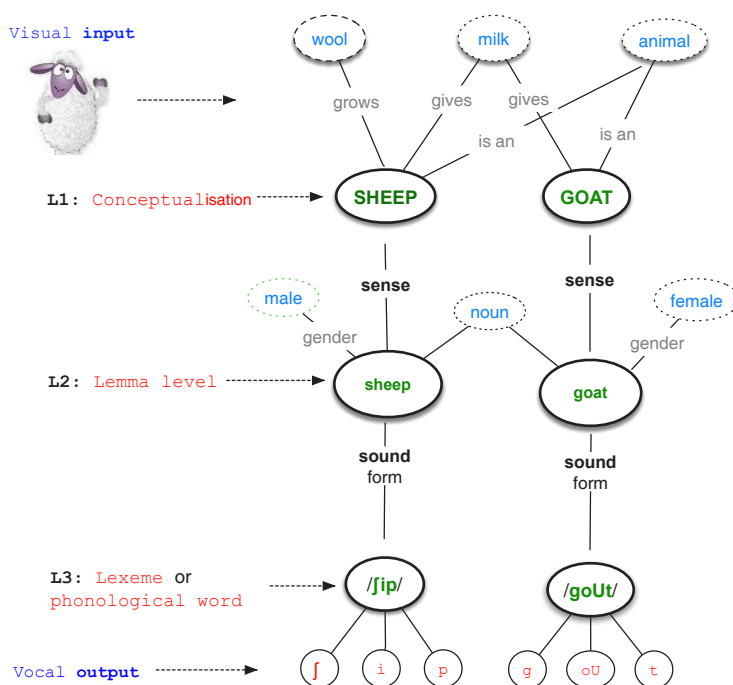 Visual input
wool milk animal
grows gives gives
is an is an
L1: Conceptualisation
SHEEP GOAT
sense sense
male noun female
gender gender
L2: Lemma level
sheep goat
sound sound
form form
L3: Lexeme or
phonological word
/ʃip/ /goUt/
Vocal output
ʃ i p g oU t